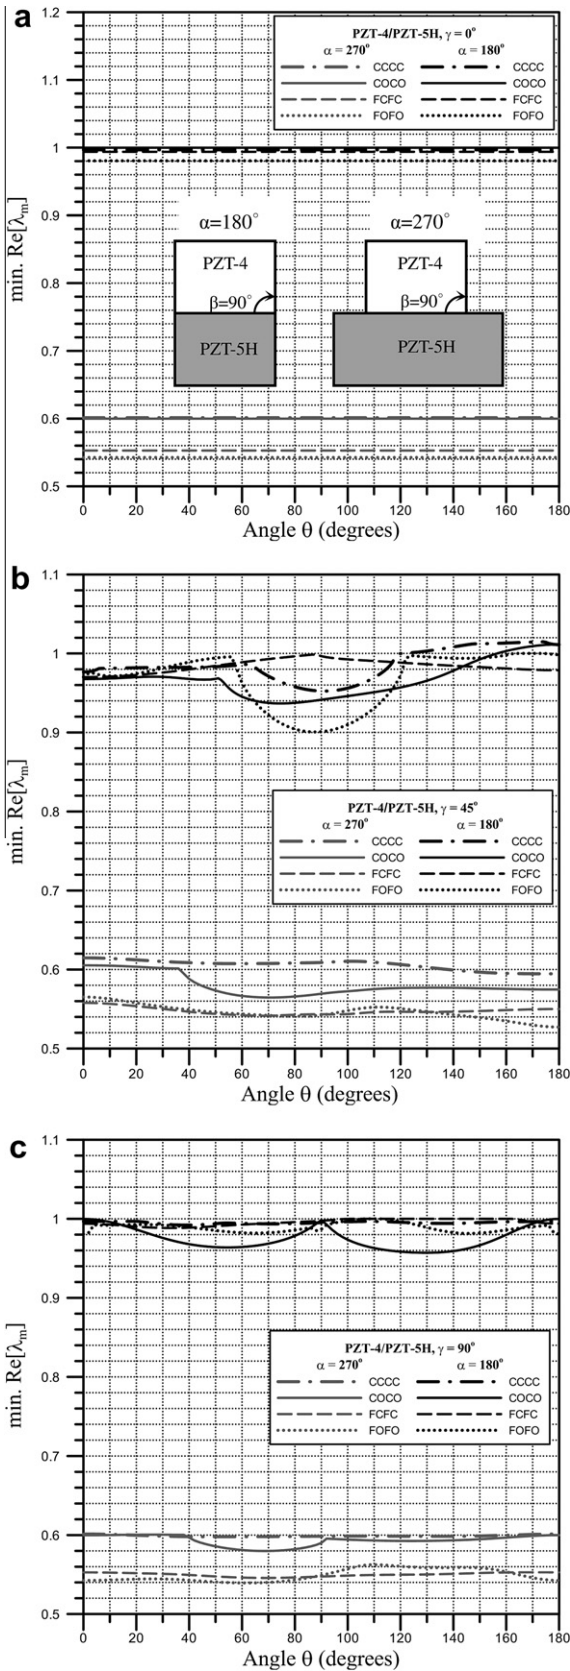 a
1.2
1.1
1
0.9
0.8
0.7
0.6
0.5
min. Re[λm]
PZT-4/PZT-5H, γ = 0°
α = 270° α = 180°
CCCC CCCC
COCO COCO
FCFC FCFC
FOFO FOFO
α=180° α=270°
PZT-4 PZT-4
β=90° β=90°
PZT-5H PZT-5H
0 20 40 60 80 100 120 140 160 180
Angle θ (degrees)
b
1.1
1
0.9
0.8
0.7
0.6
0.5
min. Re[λm]
PZT-4/PZT-5H, γ = 45°
α = 270° α = 180°
CCCC CCCC
COCO COCO
FCFC FCFC
FOFO FOFO
0 20 40 60 80 100 120 140 160 180
Angle θ (degrees)
c
1.1
1
0.9
0.8
0.7
0.6
0.5
min. Re[λm]
PZT-4/PZT-5H, γ = 90°
α = 270° α = 180°
CCCC CCCC
COCO COCO
FCFC FCFC
FOFO FOFO
0 20 40 60 80 100 120 140 160 180
Angle θ (degrees)